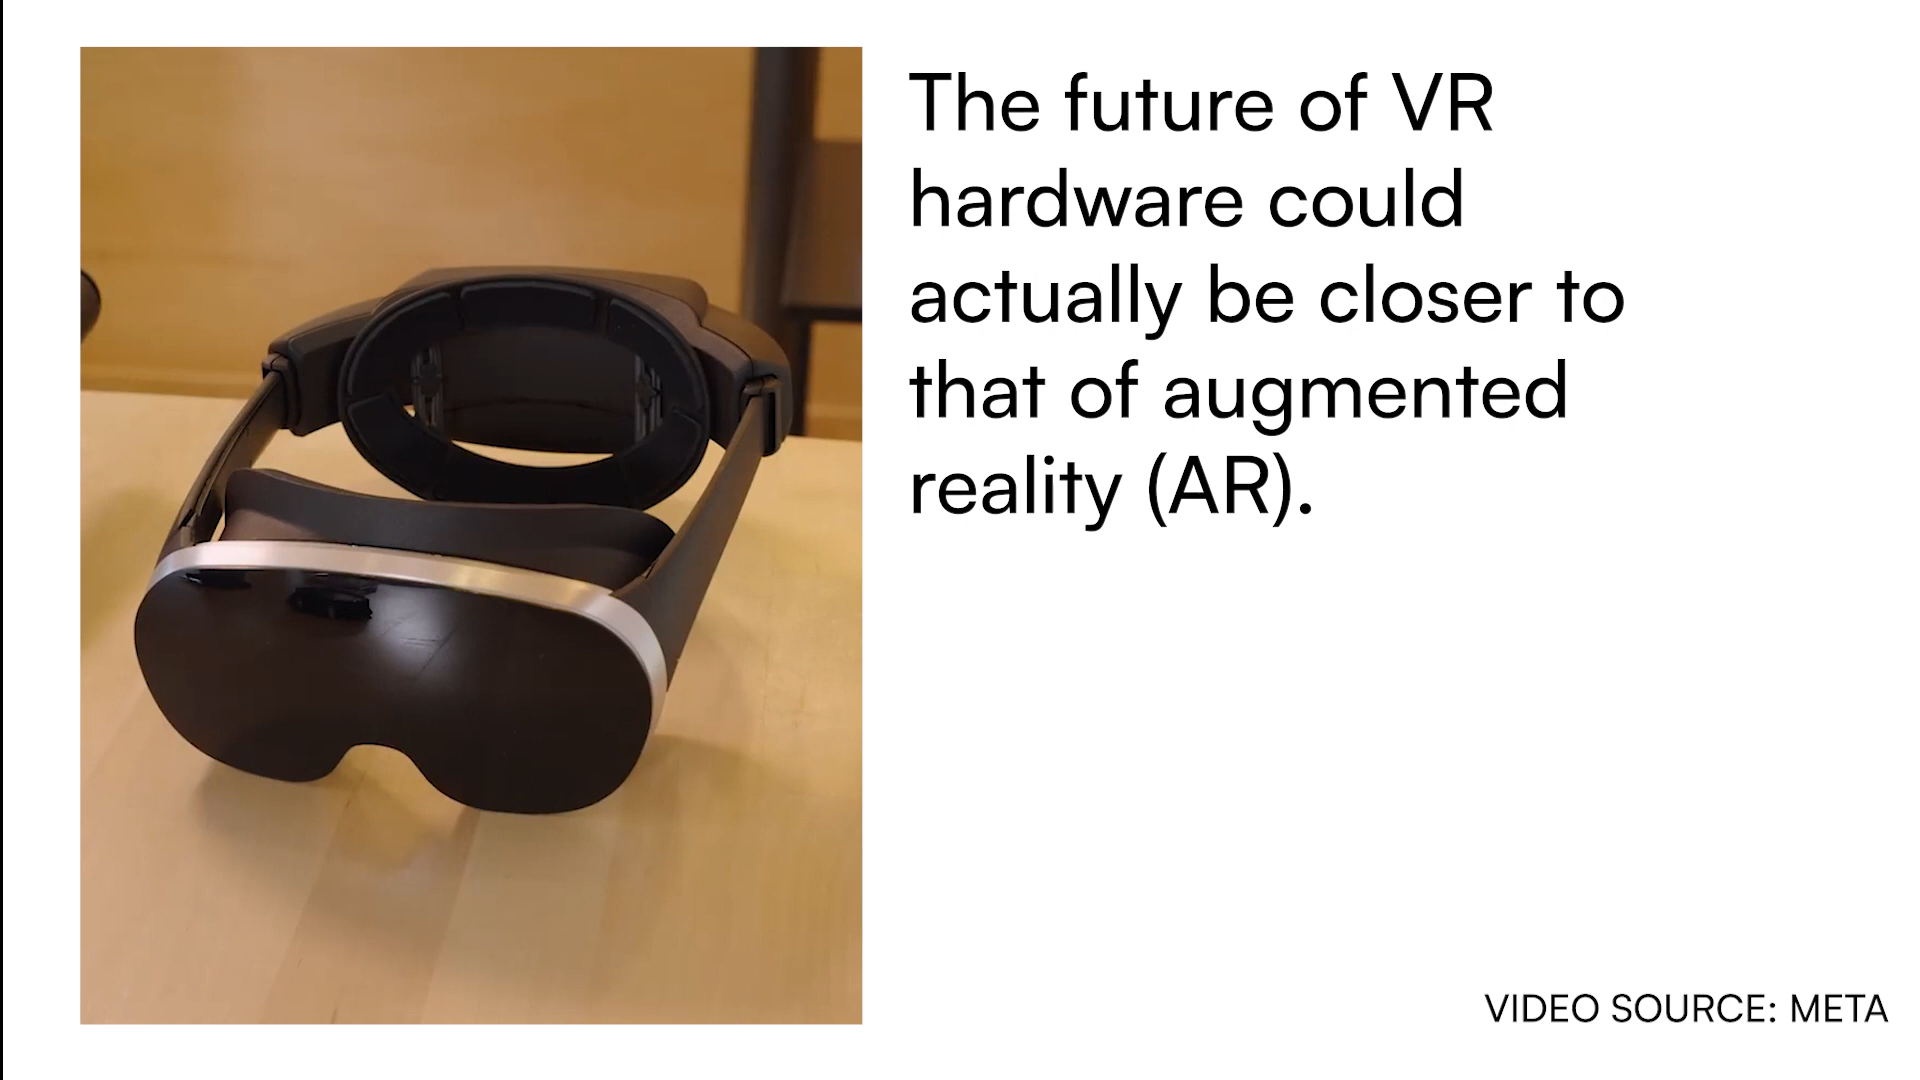 The future of VR
hardware could
actually be closer to
that of augmented
reality (AR).
VIDEO SOURCE: META